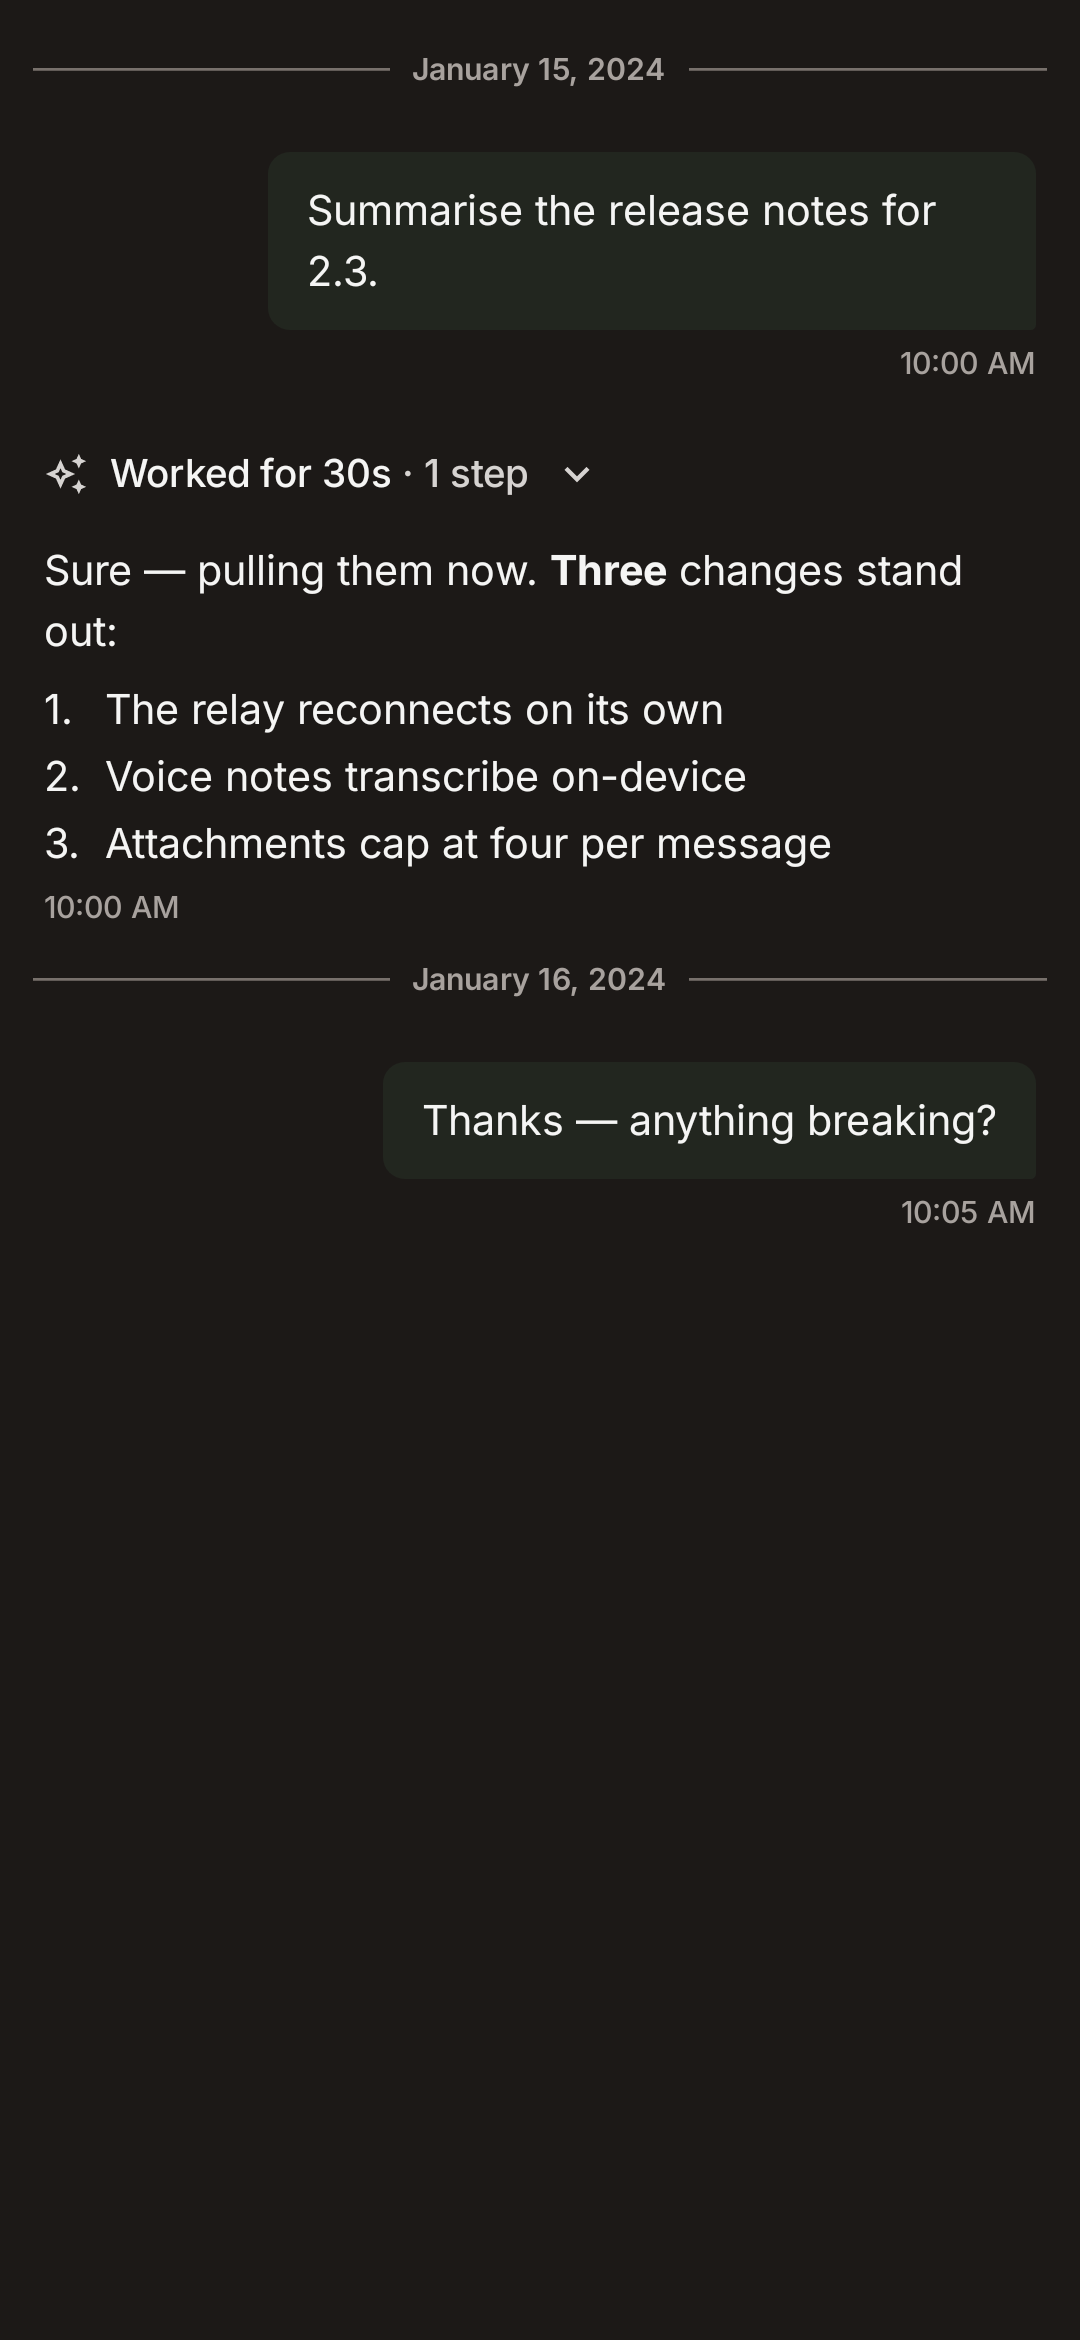 January 15, 2024
Summarise the release notes for
2.3.
10:00 AM
Worked for 30s · 1 step
Sure — pulling them now. Three changes stand
out:
1. The relay reconnects on its own
2. Voice notes transcribe on-device
3. Attachments cap at four per message
10:00 AM
January 16, 2024
Thanks — anything breaking?
10:05 AM